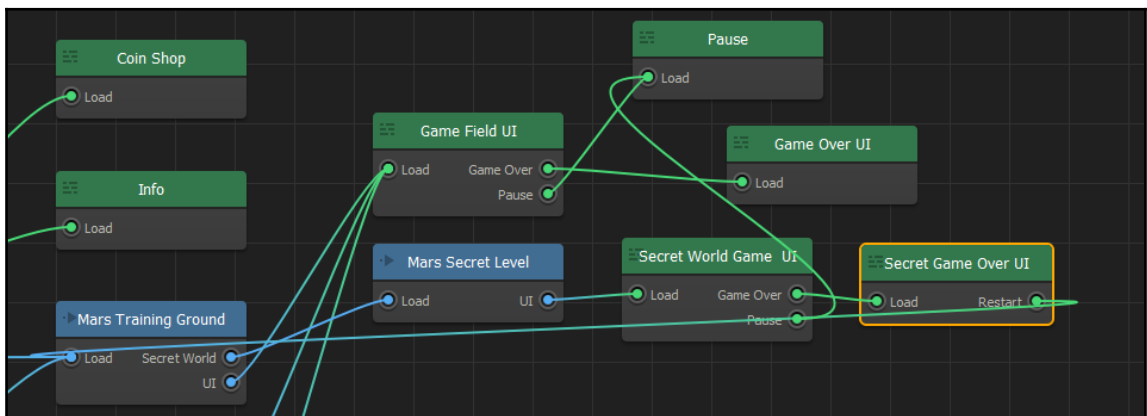 Coin Shop
Load
Info
Load
Mars Training Ground
Load Secret World
UI
Game Field UI
Load Game Over
Pause
Mars Secret Level
Load UI
Pause
Load
Game Over UI
Load
Secret World Game UI
Load Game Over
Pause
Secret Game Over UI
Load Restart